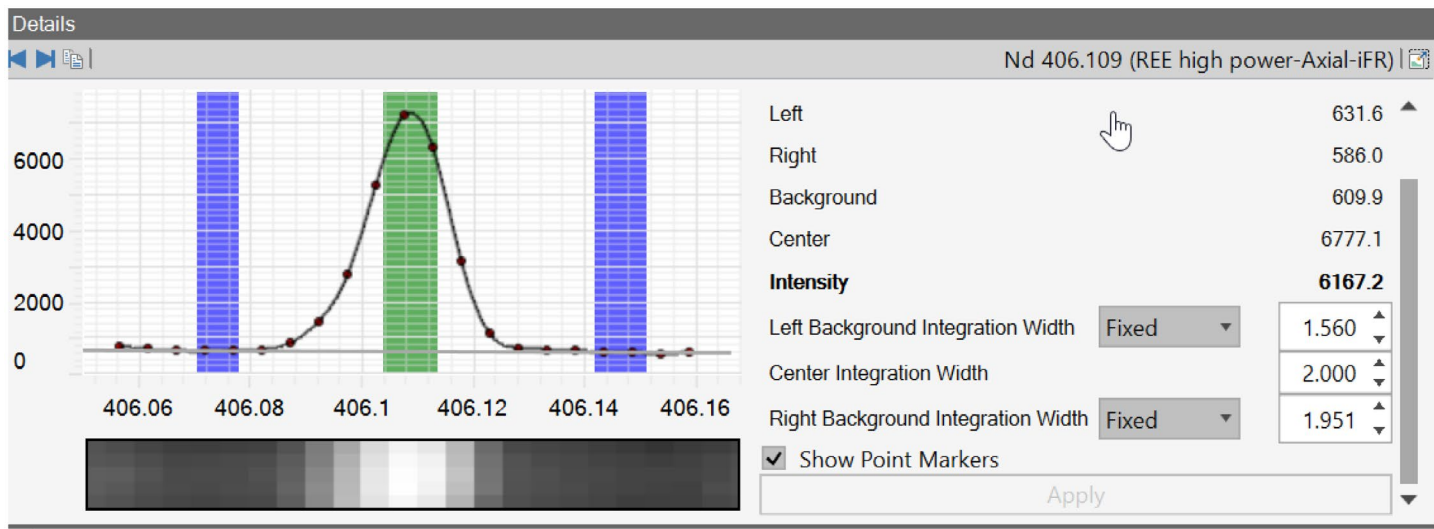 Details
Nd 406.109 (REE high power-Axial-iFR)
6000
4000
2000
0
406.06 406.08 406.1 406.12 406.14 406.16
Left 631.6
Right 586.0
Background 609.9
Center 6777.1
Intensity 6167.2
Left Background Integration Width Fixed 1.560
Center Integration Width 2.000
Right Background Integration Width Fixed 1.951
Show Point Markers
Apply